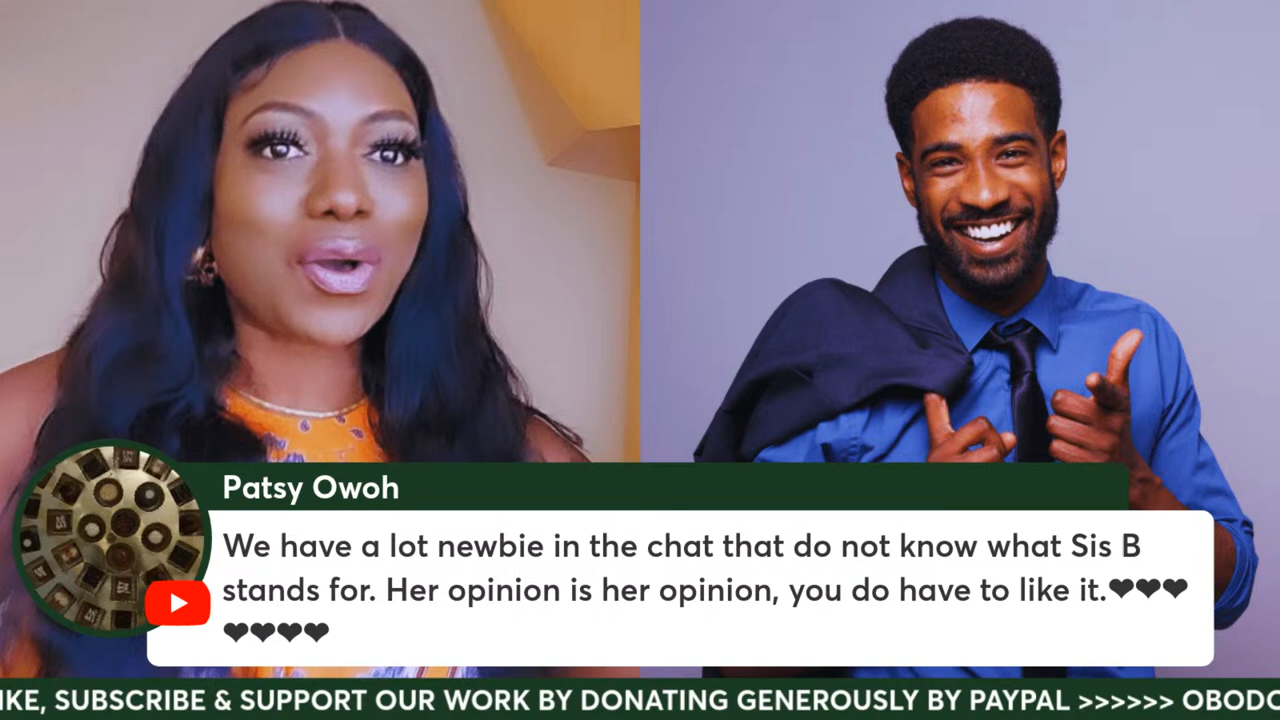 Patsy Owoh
We have a lot newbie in the chat that do not know what Sis B
stands for. Her opinion is her opinion, you do have to like it.❤❤❤
❤❤❤❤
IKE, SUBSCRIBE & SUPPORT OUR WORK BY DONATING GENEROUSLY BY PAYPAL >>>>>> OBODO